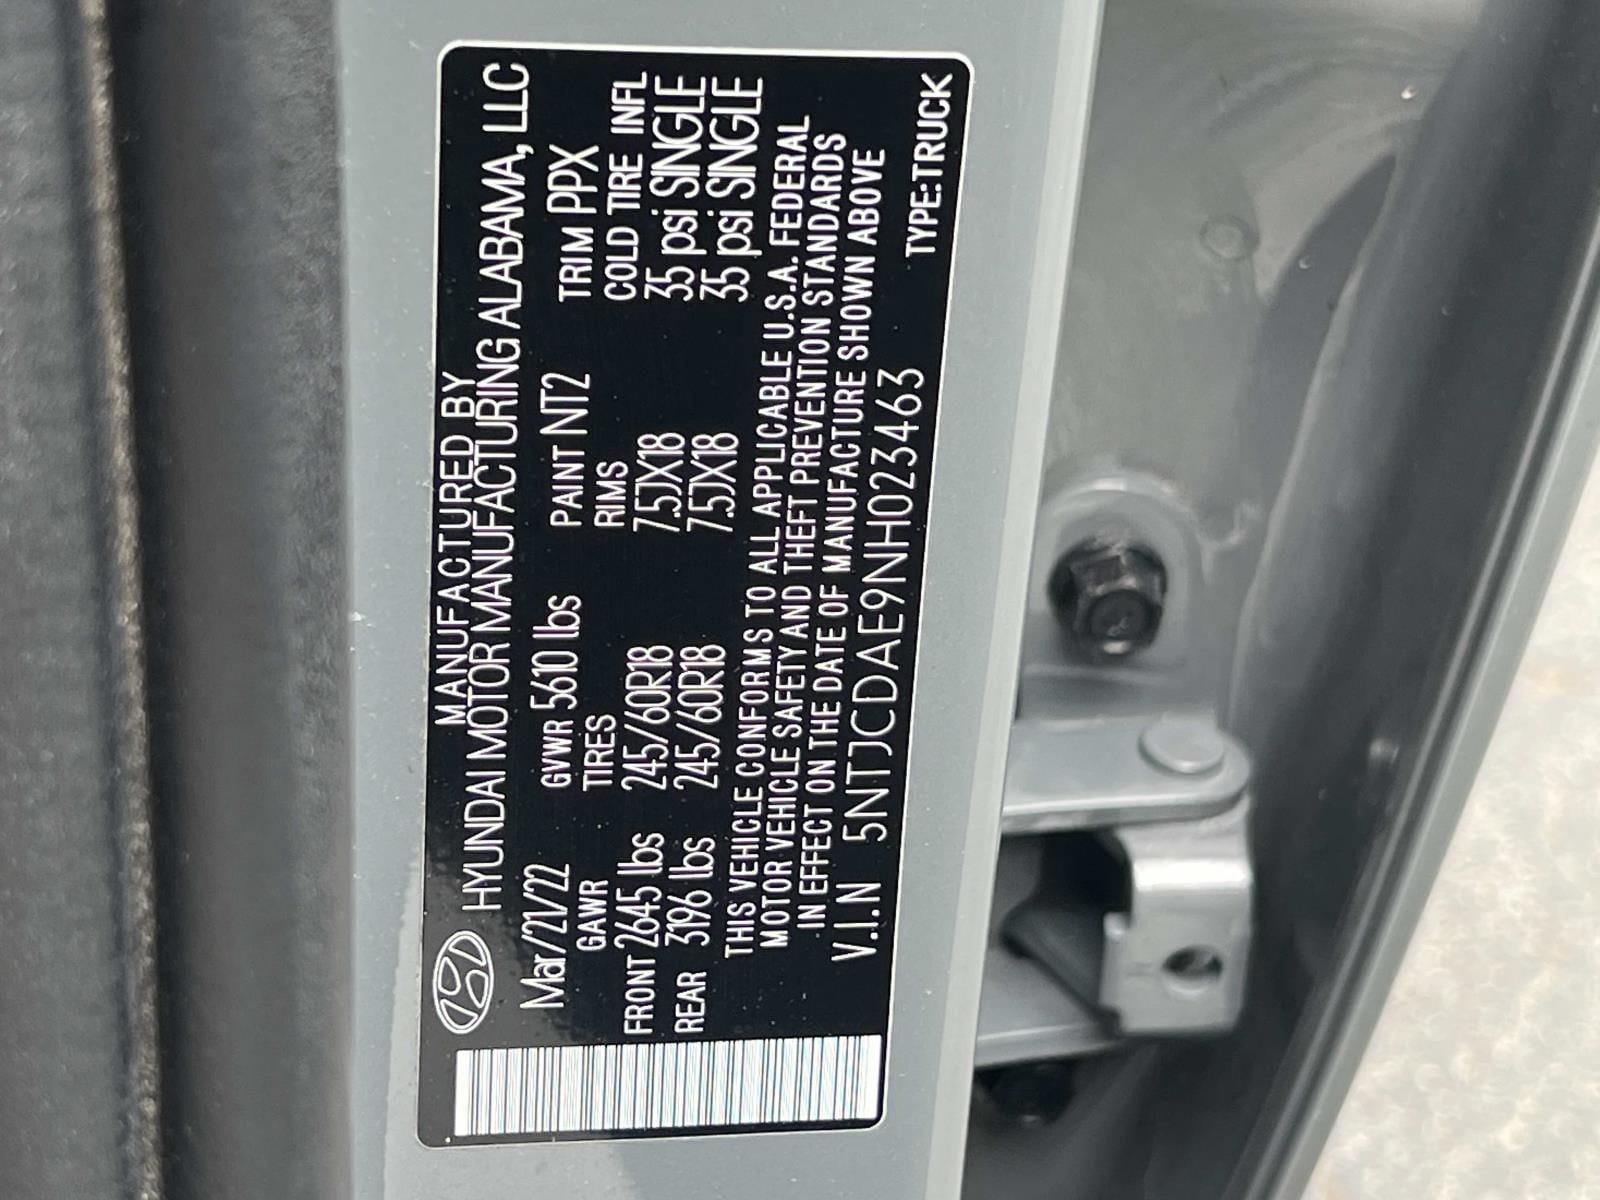 MANUFACTURED BY
HYUNDAI MOTOR MANUFACTURING ALABAMA, LLC
Mar/21/22 GVWR 5610 lbs PAINT NT2 TRIM PPX
GAWR TIRES RIMS COLD TIRE INFL
FRONT 2645 lbs 245/60R18 7.5JX18 35 psi SINGLE
REAR 3196 lbs 245/60R18 7.5JX18 35 psi SINGLE
THIS VEHICLE CONFORMS TO ALL APPLICABLE U.S.A. FEDERAL
MOTOR VEHICLE SAFETY AND THEFT PREVENTION STANDARDS
IN EFFECT ON THE DATE OF MANUFACTURE SHOWN ABOVE
V.I.N 5NTJCDAE9NH023463 TYPE:TRUCK